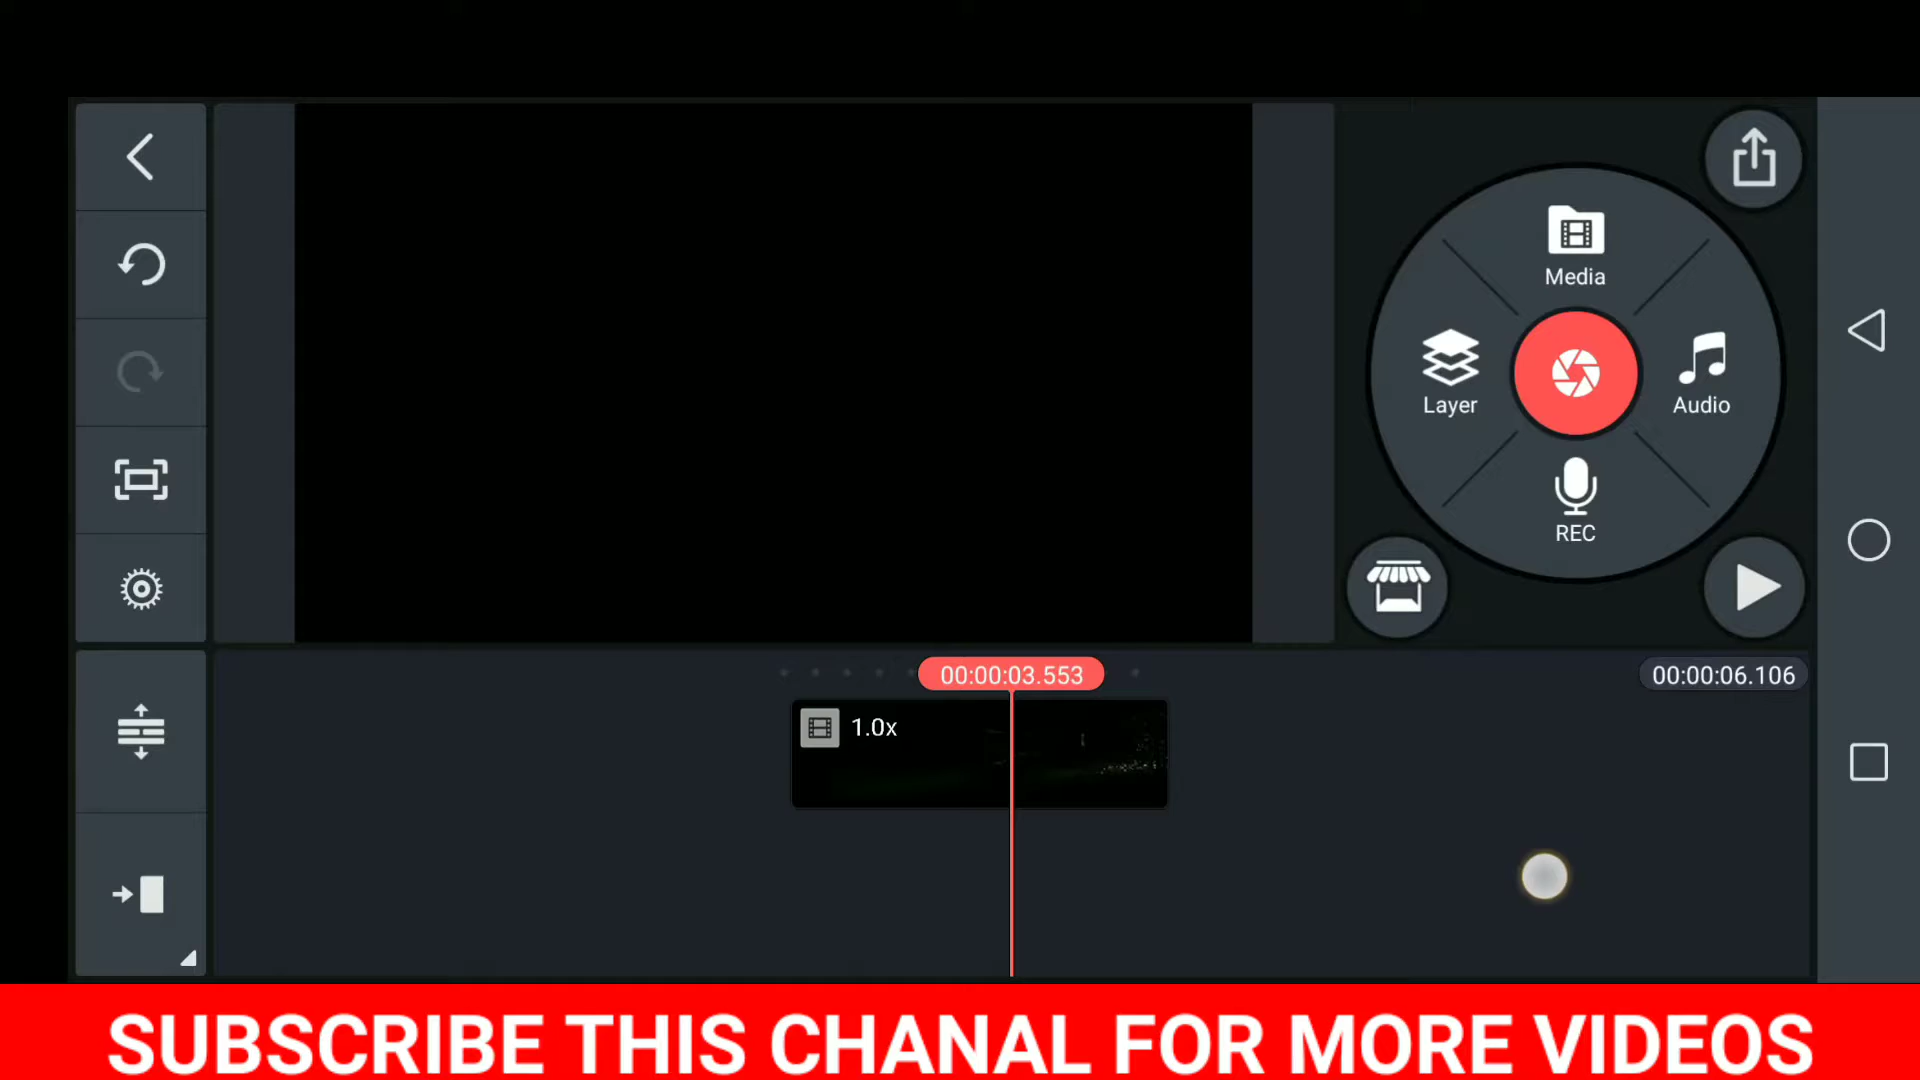 Media
Layer
Audio
REC
00:00:03.553
00:00:06.106
1.0x
SUBSCRIBE THIS CHANAL FOR MORE VIDEOS